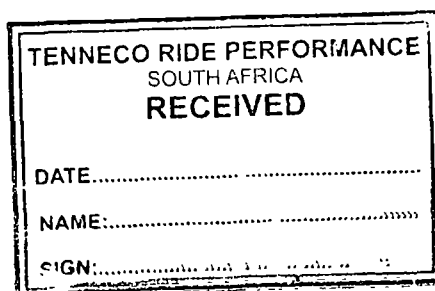 TENNECO RIDE PERFORMANCE
SOUTH AFRICA
RECEIVED
DATE.......................................................
NAME:.....................................................
SIGN:......................................................